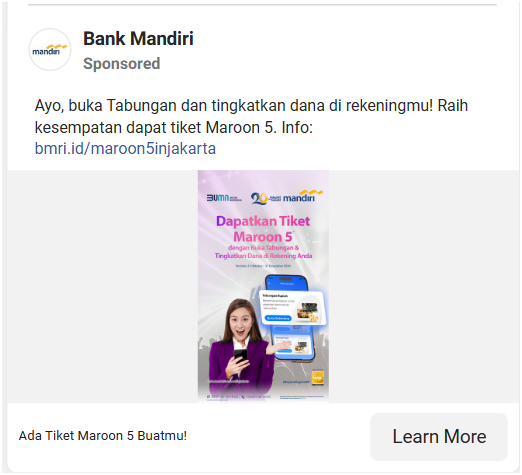 mandiri
Bank Mandiri
Sponsored
Ayo, buka Tabungan dan tingkatkan dana di rekeningmu! Raih
kesempatan dapat tiket Maroon 5. Info:
bmri.id/maroon5injakarta
BUMN
mandiri
Dapatkan Tiket
Maroon 5
dengan Buka Tabungan &
Tingkatkan Dana di Rekening Anda
Tabungan Rupiah
Ada Tiket Maroon 5 Buatmu!
Learn More